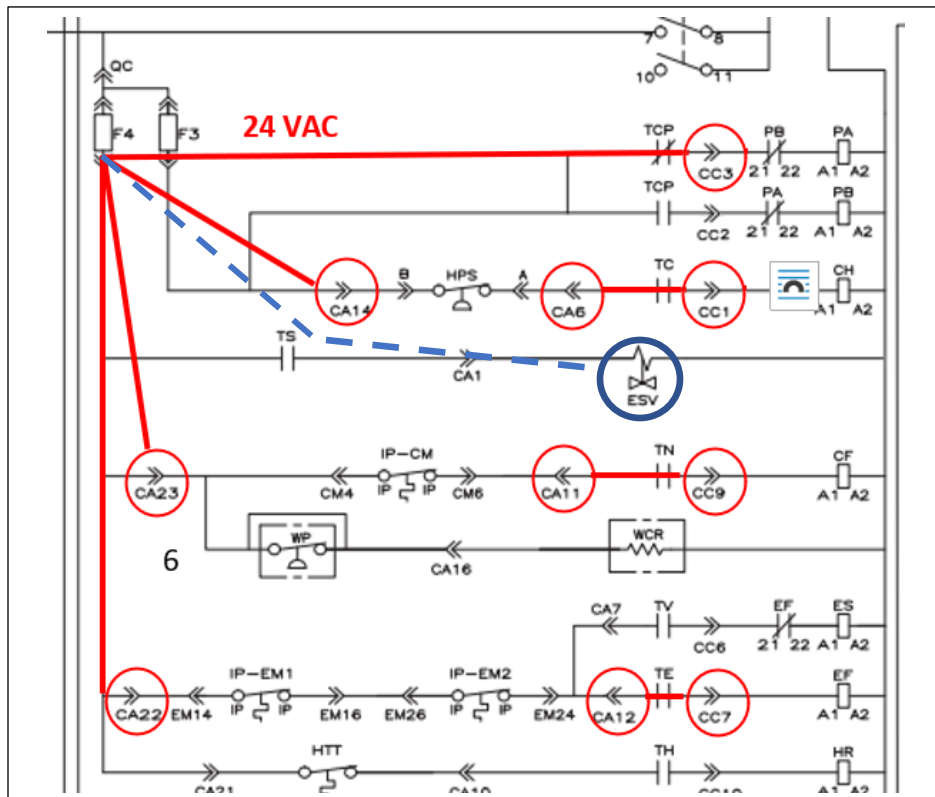 7 8
QC
10 11
F4 F3 24 VAC TCP PB PA
CC3 21 22 A1 A2
TCP PA PB
CC2 21 22 A1 A2
B HPS A TC CH
CA14 CA6 CC1 A1 A2
TS
CA1
ESV
IP-CM TN CF
CA23 CM4 IP IP CM6 CA11 CC9 A1 A2
6 WP WCR
CA16
CA7 TV EF ES
CC6 21 22 A1 A2
IP-EM1 IP-EM2 TE EF
CA22 EM14 IP IP EM16 EM26 IP IP EM24 CA12 CC7 A1 A2
HTT TH HR
CA21 CA10 CC10 A1 A2